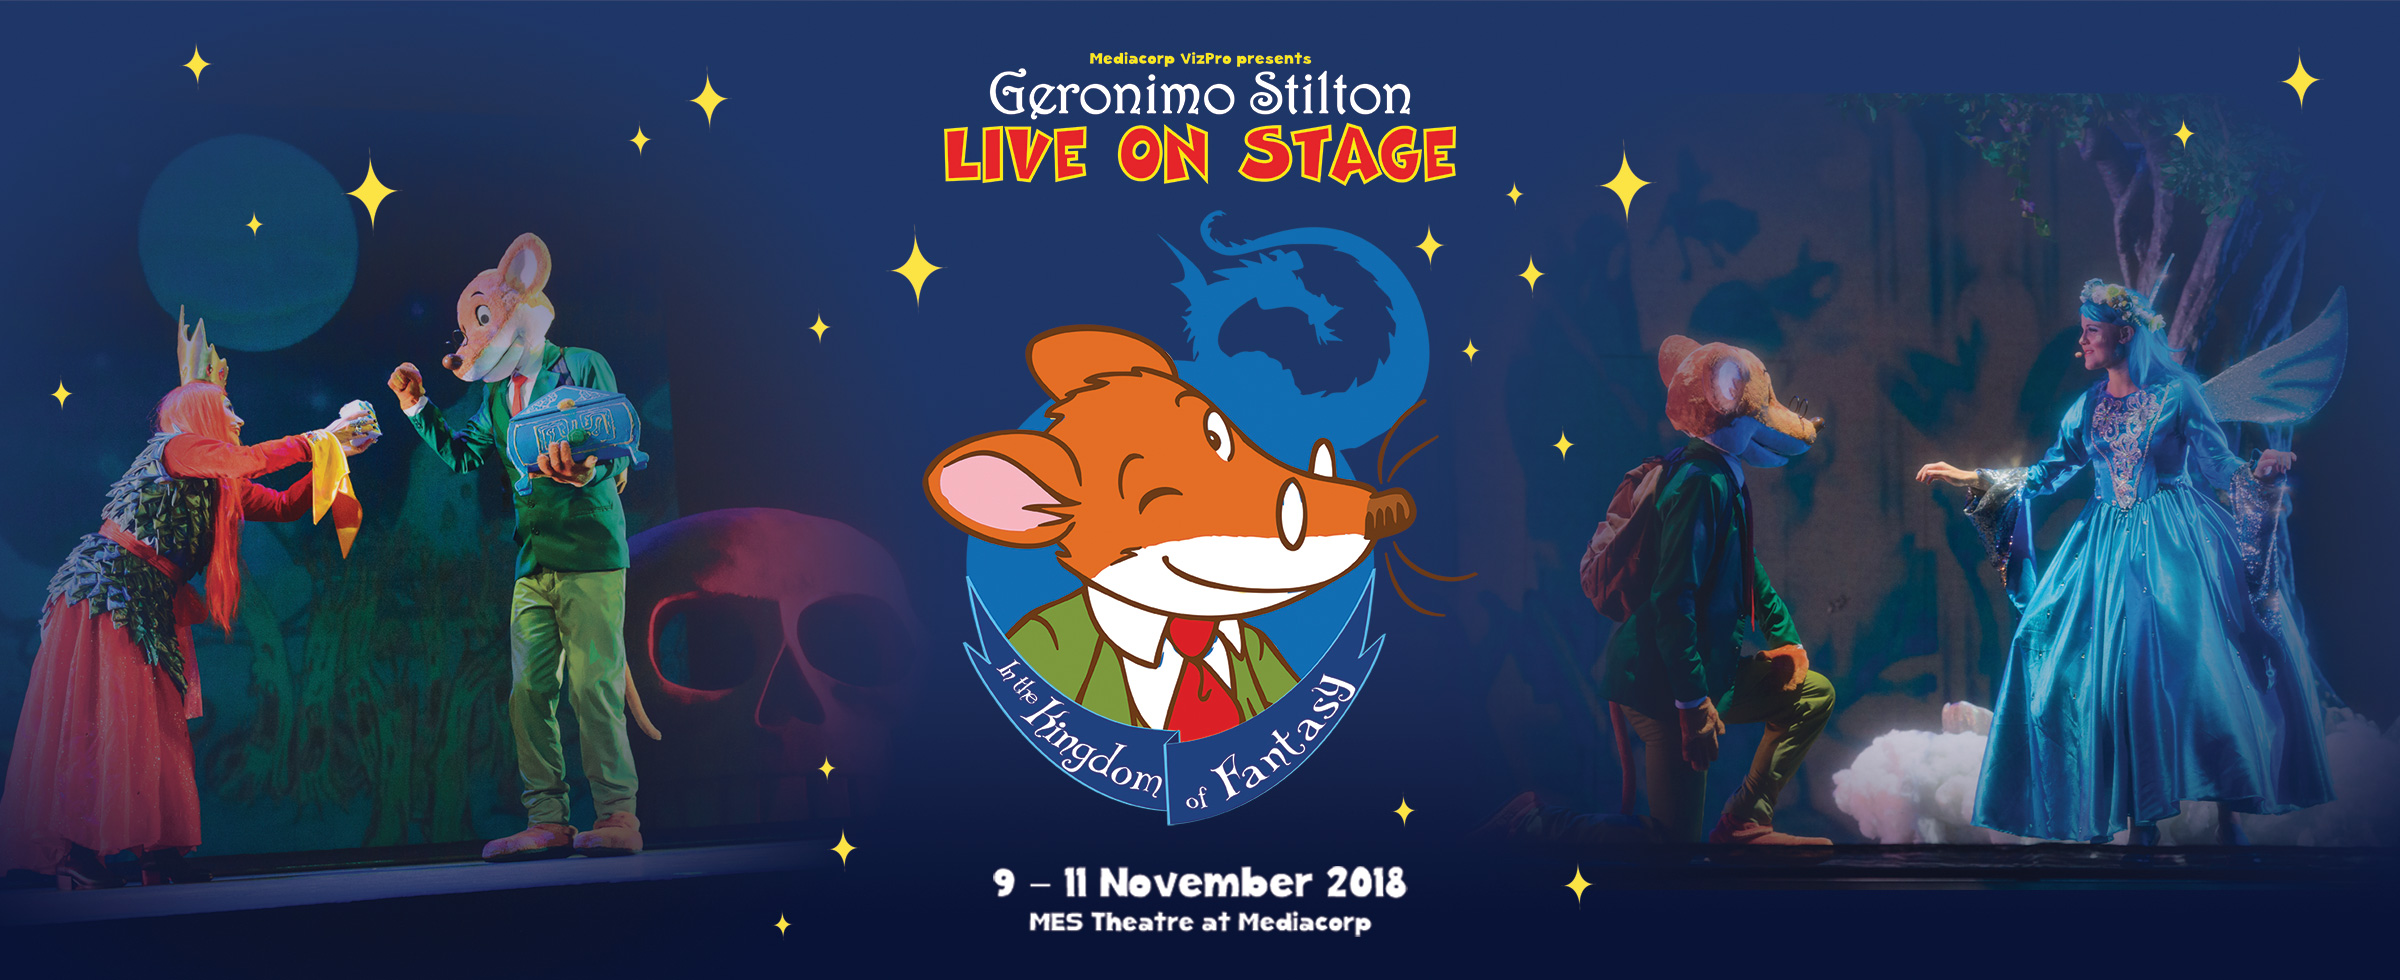 Mediacorp VizPro presents
Geronimo Stilton
LIVE ON STAGE
In the Kingdom of Fantasy
9 – 11 November 2018
MES Theatre at Mediacorp